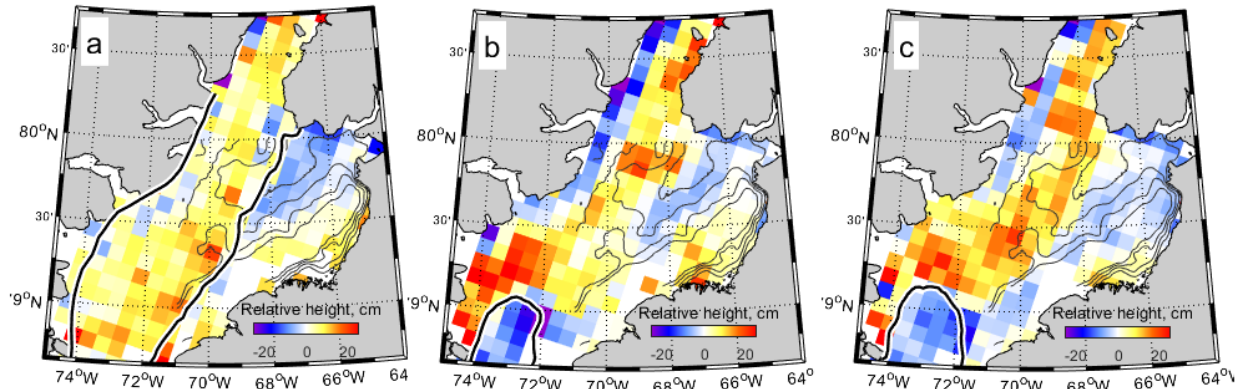 a
b
c
30'
30'
30'
80°N
80°N
80°N
30'
30'
30'
'9°N
'9°N
'9°N
Relative height, cm
Relative height, cm
Relative height, cm
-20 0 20
-20 0 20
-20 0 20
74°W 72°W 70°W 68°W 66°W 64
74°W 72°W 70°W 68°W 66°W 64°
74°W 72°W 70°W 68°W 66°W 64°W